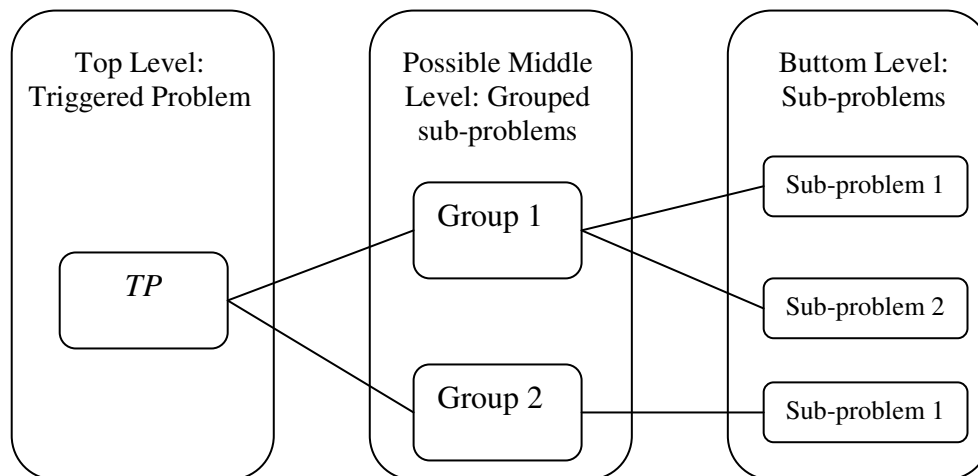 Top Level:
Triggered Problem
TP
Possible Middle
Level: Grouped
sub-problems
Group 1
Group 2
Buttom Level:
Sub-problems
Sub-problem 1
Sub-problem 2
Sub-problem 1